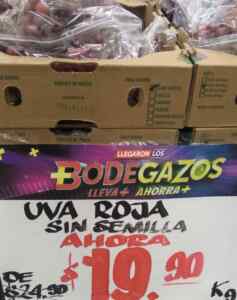 LLEGARON LOS
+BODEGAZOS
LLEVA+ AHORRA+
UVA ROJA
SIN SEMILLA
AHORA
DE
$24.90
$19.90
Kg